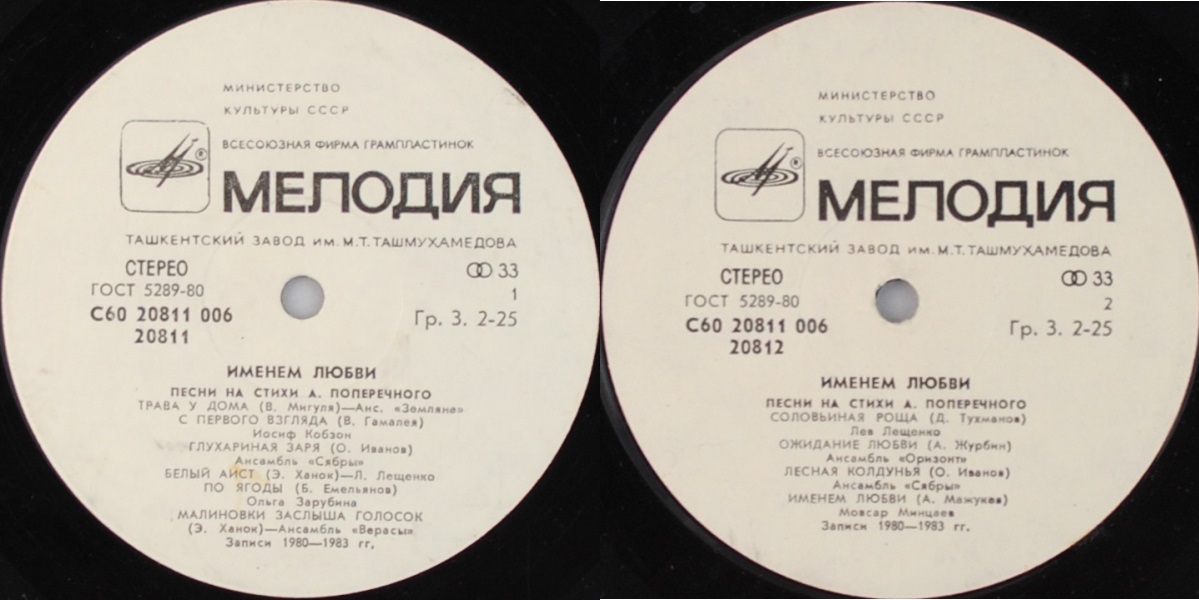 МИНИСТЕРСТВО
КУЛЬТУРЫ СССР
ВСЕСОЮЗНАЯ ФИРМА ГРАМПЛАСТИНОК
®
МЕЛОДИЯ
ТАШКЕНТСКИЙ ЗАВОД ИМ. М.Т. ТАШМУХАМЕДОВА
СТЕРЕО
33
ГОСТ 5289-80
1
С60 20811 006
Гр. 3. 2-25
20811
ИМЕНЕМ ЛЮБВИ
ПЕСНИ НА СТИХИ А. ПОПЕРЕЧНОГО
ТРАВА У ДОМА (В. Мигуля)—Анс. «Земляне»
С ПЕРВОГО ВЗГЛЯДА (В. Гамалея)
Иосиф Кобзон
ГЛУХАРИНАЯ ЗАРЯ (О. Иванов)
Ансамбль «Сябры»
БЕЛЫЙ АИСТ (Э. Ханок)—Л. Лещенко
ПО ЯГОДЫ (Б. Емельянов)
Ольга Зарубина
МАЛИНОВКИ ЗАСЛЫША ГОЛОСОК
(Э. Ханок)—Ансамбль «Верасы»
Записи 1980—1983 гг.
МИНИСТЕРСТВО
КУЛЬТУРЫ СССР
ВСЕСОЮЗНАЯ ФИРМА ГРАМПЛАСТИНОК
®
МЕЛОДИЯ
ТАШКЕНТСКИЙ ЗАВОД ИМ. М.Т. ТАШМУХАМЕДОВА
СТЕРЕО
33
ГОСТ 5289-80
2
С60 20811 006
Гр. 3. 2-25
20812
ИМЕНЕМ ЛЮБВИ
ПЕСНИ НА СТИХИ А. ПОПЕРЕЧНОГО
СОЛОВЬИНАЯ РОЩА (Д. Тухманов)
Лев Лещенко
ОЖИДАНИЕ ЛЮБВИ (А. Журбин)
Ансамбль «Оризонт»
ЛЕСНАЯ КОЛДУНЬЯ (О. Иванов)
Ансамбль «Сябры»
ИМЕНЕМ ЛЮБВИ (А. Мажуков)
Мовсар Минцаев
Записи 1980—1983 гг.